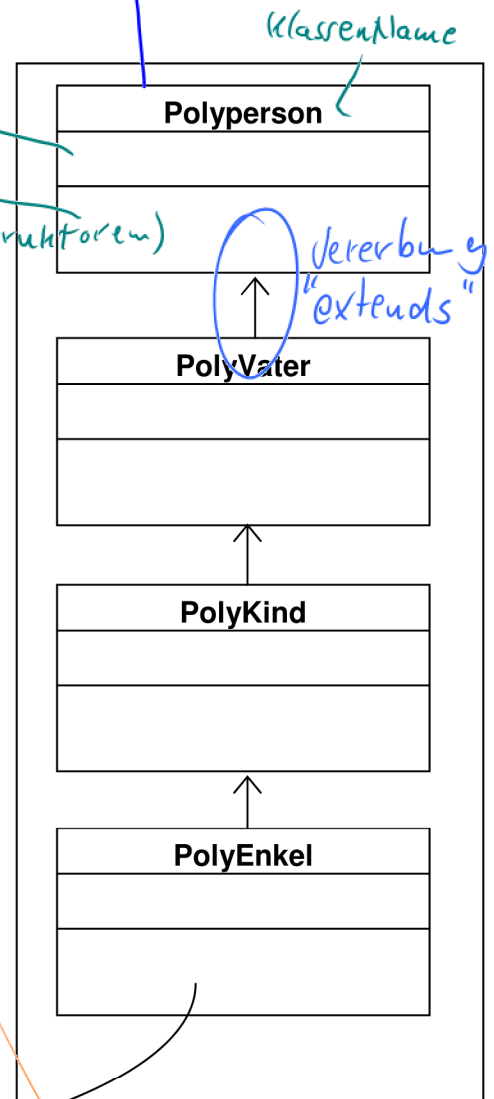 KlassenName
Polyperson
ruktoren)
Vererbung
"extends"
PolyVater
PolyKind
PolyEnkel